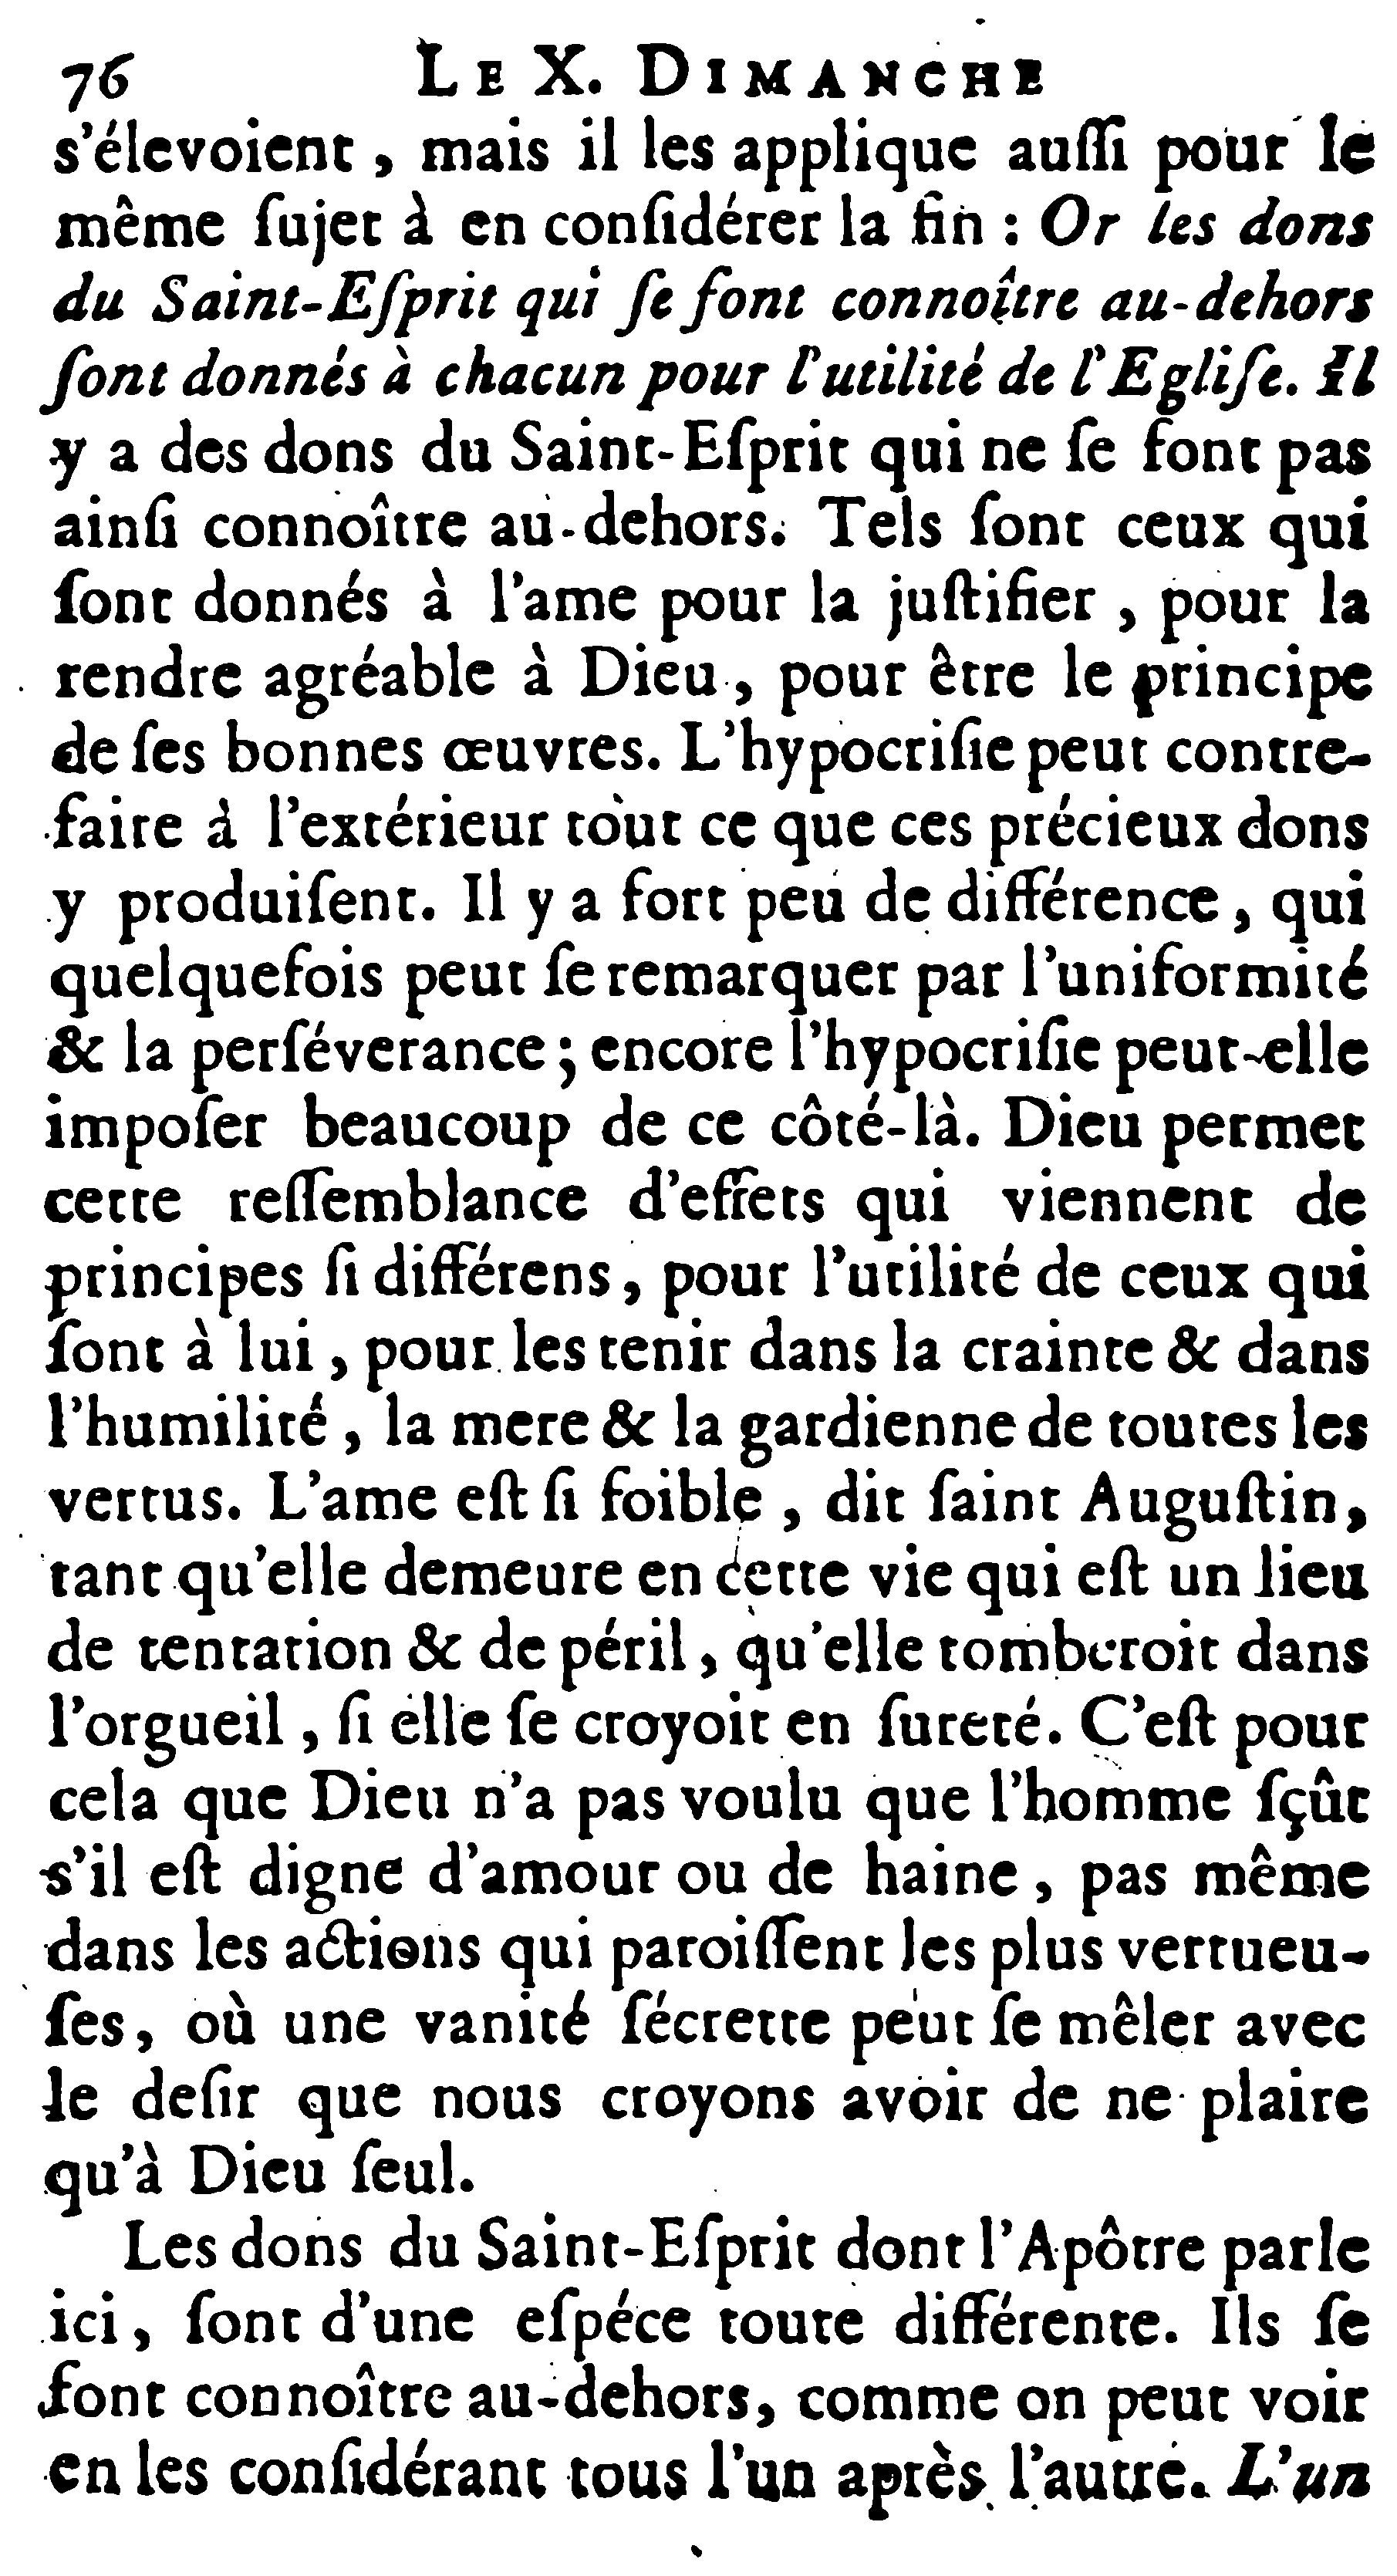 76 LE X. DIMANCHE
s'élevoient, mais il les applique auſſi pour le
même ſujet à en conſidérer la fin : Or les dons
du Saint-Eſprit qui ſe font connoître au-dehors
ſont donnés à chacun pour l'utilité de l'Egliſe. Il
y a des dons du Saint-Eſprit qui ne ſe font pas
ainſi connoître au-dehors. Tels ſont ceux qui
ſont donnés à l'ame pour la juſtifier, pour la
rendre agréable à Dieu, pour être le principe
de ſes bonnes œuvres. L'hypocriſie peut contre-
faire à l'extérieur tout ce que ces précieux dons
y produiſent. Il y a fort peu de différence, qui
quelquefois peut ſe remarquer par l'uniformité
& la perſéverance ; encore l'hypocriſie peut-elle
impoſer beaucoup de ce côté-là. Dieu permet
cette reſſemblance d'effets qui viennent de
principes ſi différens, pour l'utilité de ceux qui
ſont à lui, pour les tenir dans la crainte & dans
l'humilité, la mere & la gardienne de toutes les
vertus. L'ame eſt ſi foible, dit ſaint Auguſtin,
tant qu'elle demeure en cette vie qui eſt un lieu
de tentation & de péril, qu'elle tomberoit dans
l'orgueil, ſi elle ſe croyoit en ſureté. C'eſt pour
cela que Dieu n'a pas voulu que l'homme ſçût
s'il eſt digne d'amour ou de haine, pas même
dans les actions qui paroiſſent les plus vertueu-
ſes, où une vanité ſécrette peut ſe mêler avec
le deſir que nous croyons avoir de ne plaire
qu'à Dieu ſeul.
Les dons du Saint-Eſprit dont l'Apôtre parle
ici, ſont d'une eſpéce toute différente. Ils ſe
font connoître au-dehors, comme on peut voir
en les conſidérant tous l'un après l'autre. L'un